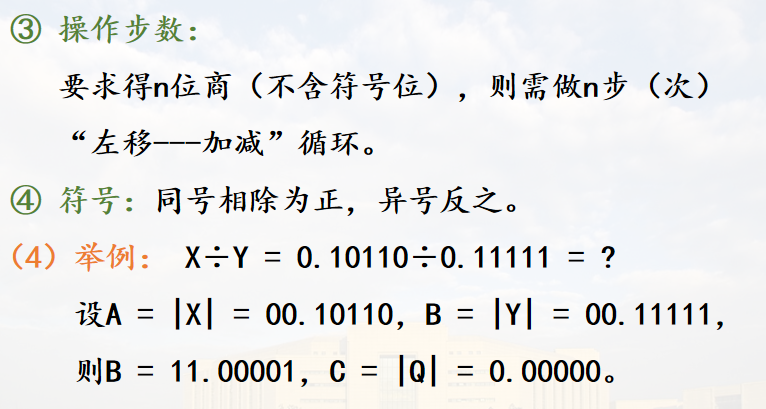 ③ 操作步数：
要求得n位商（不含符号位），则需做n步（次）
“左移---加减”循环。
④ 符号：同号相除为正，异号反之。
（4）举例： X÷Y = 0.10110÷0.11111 = ?
设A = |X| = 00.10110，B = |Y| = 00.11111，
则B = 11.00001，C = |Q| = 0.00000。